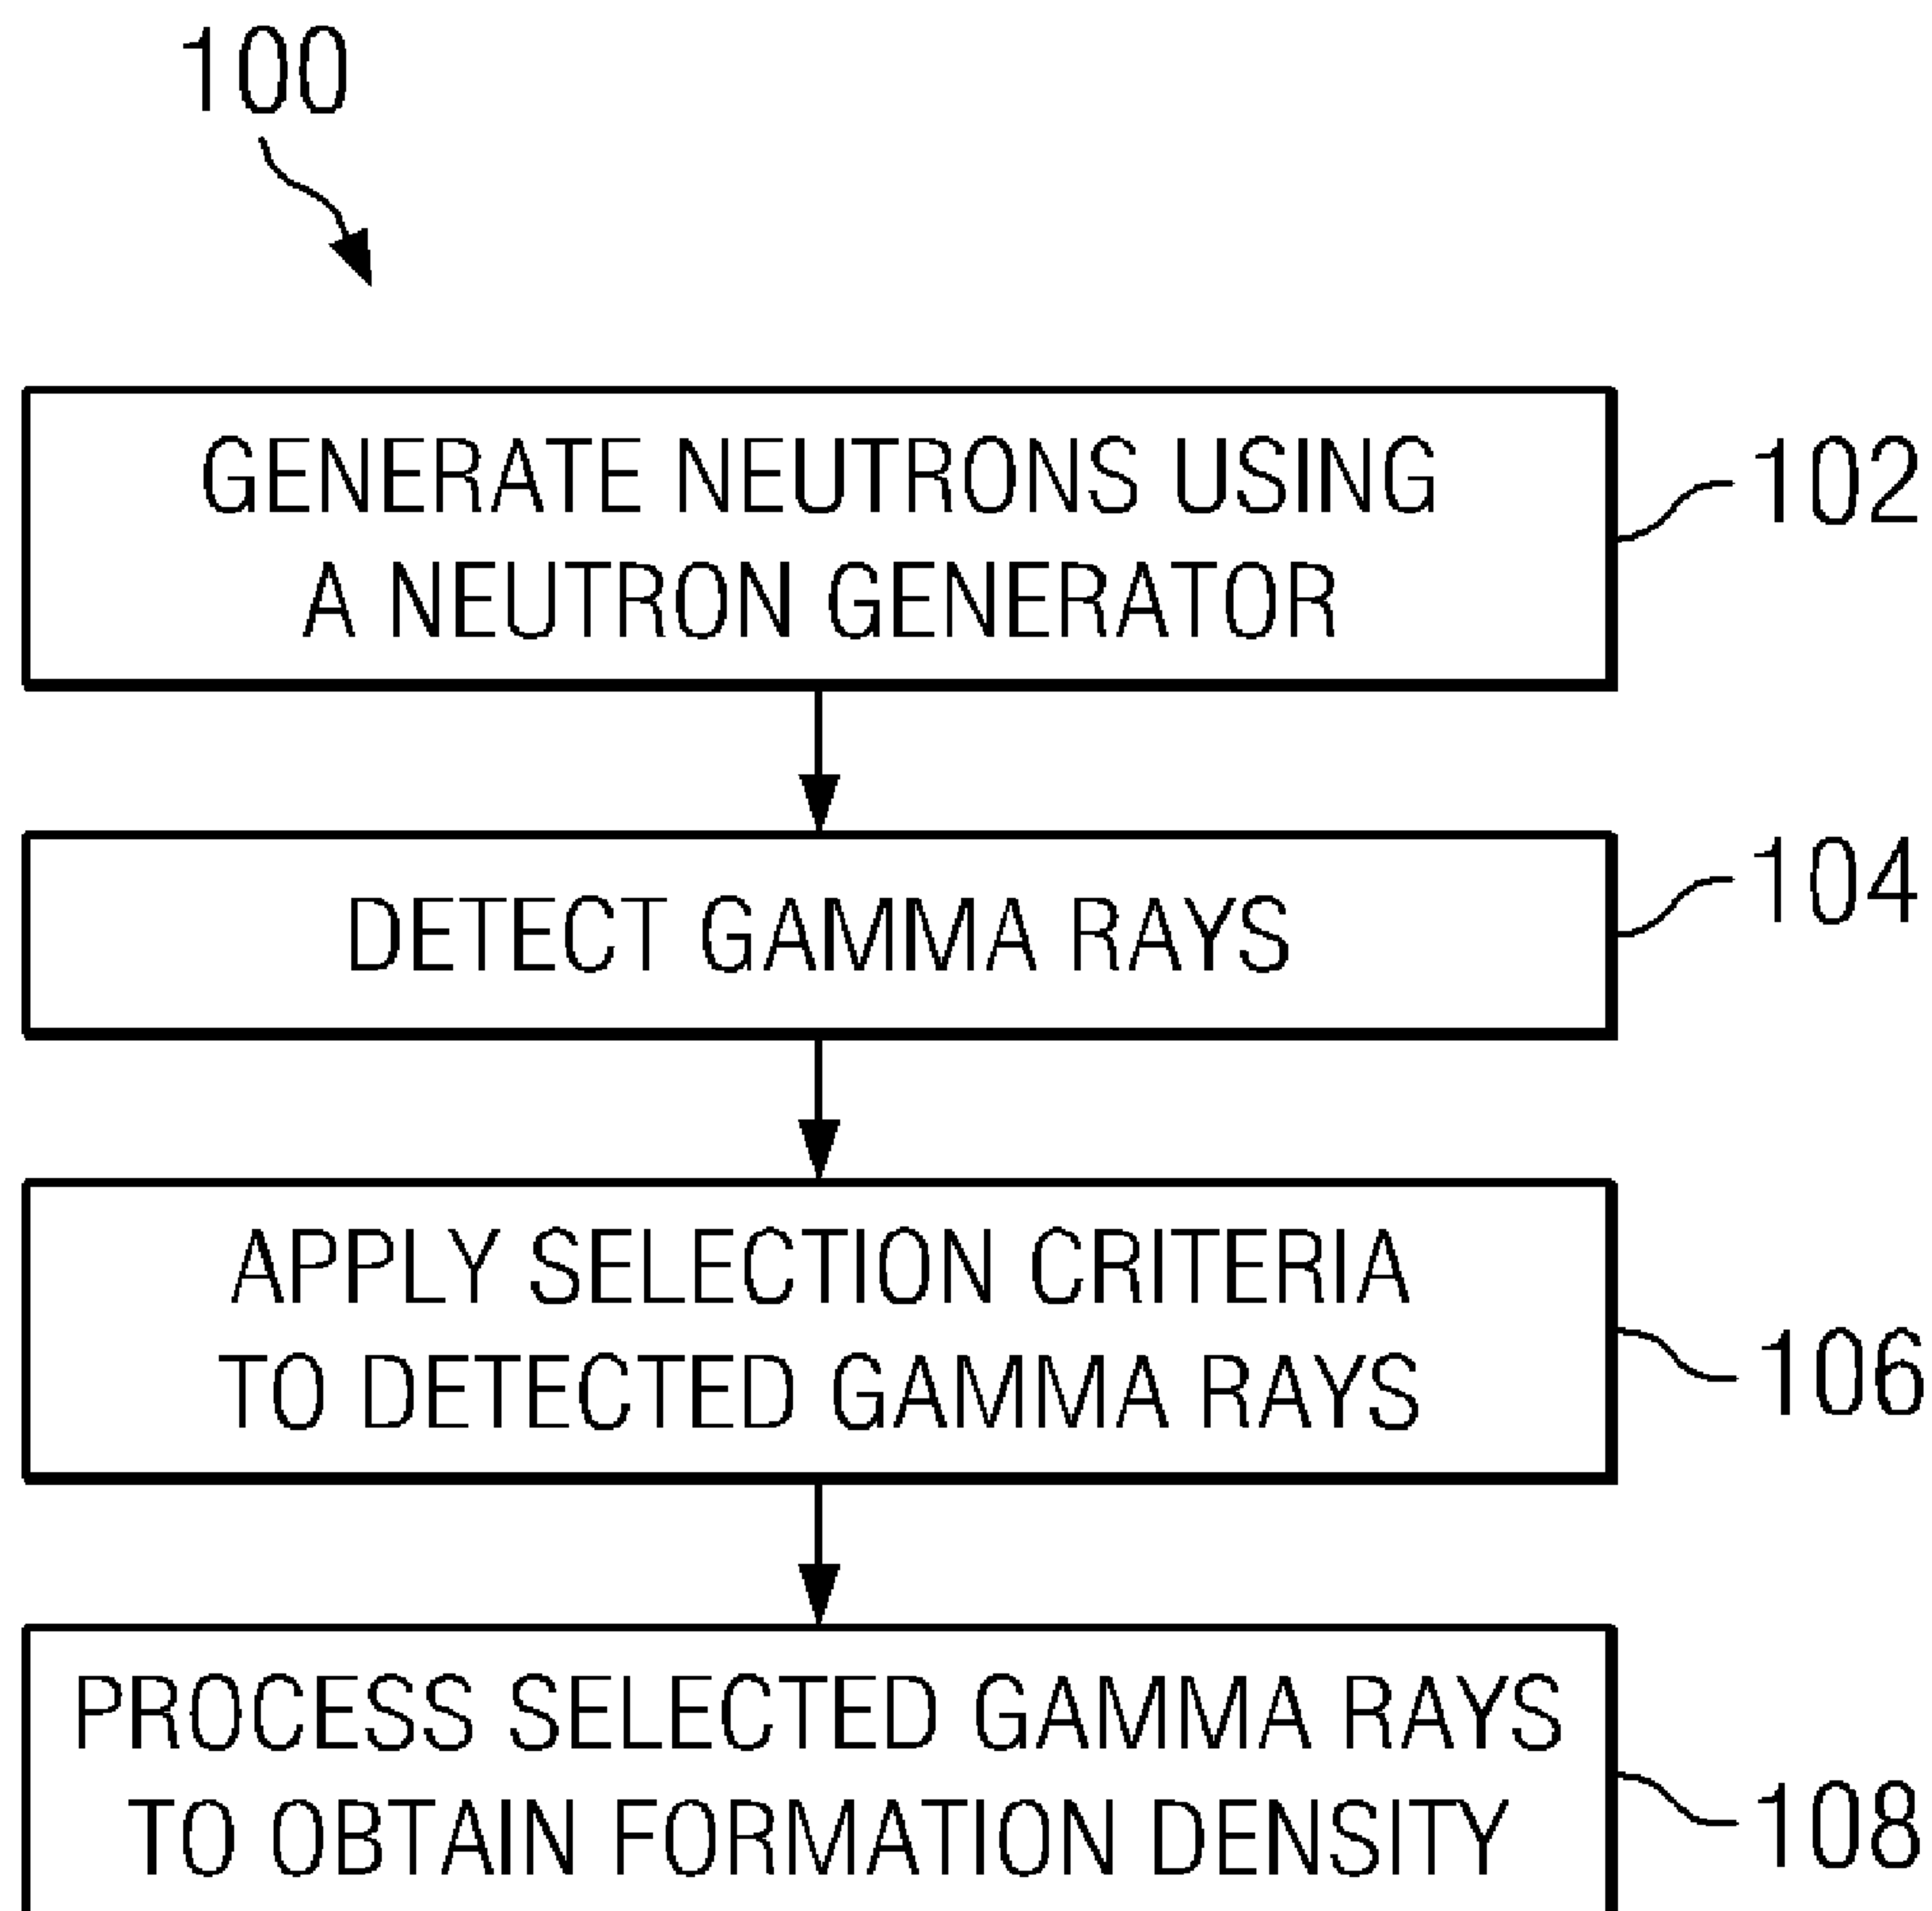 100
GENERATE NEUTRONS USING
A NEUTRON GENERATOR
102
DETECT GAMMA RAYS
104
APPLY SELECTION CRITERIA
TO DETECTED GAMMA RAYS
106
PROCESS SELECTED GAMMA RAYS
TO OBTAIN FORMATION DENSITY
108